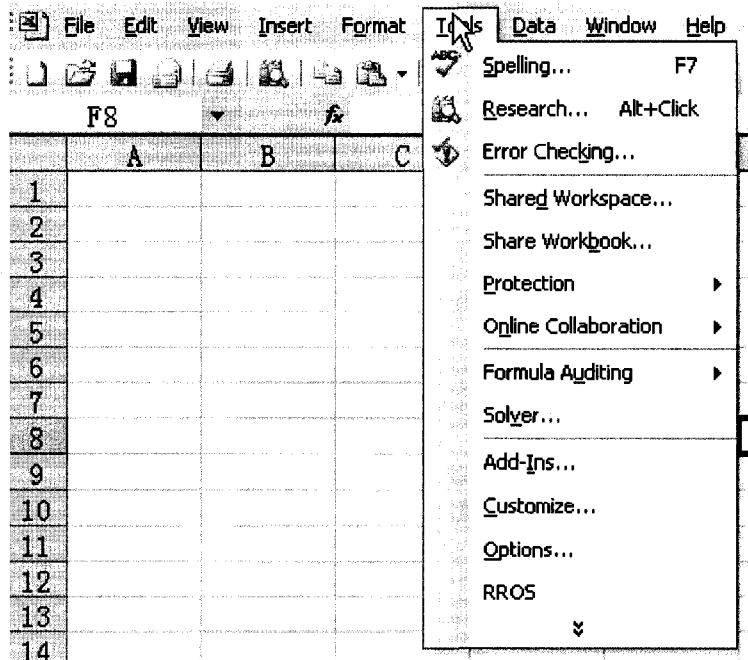 File Edit View Insert Format Tools Data Window Help
F8 fx
A B C
1
2
3
4
5
6
7
8
9
10
11
12
13
14
ABC Spelling... F7
Research... Alt+Click
Error Checking...
Shared Workspace...
Share Workbook...
Protection
Online Collaboration
Formula Auditing
Solver...
Add-Ins...
Customize...
Options...
RROS